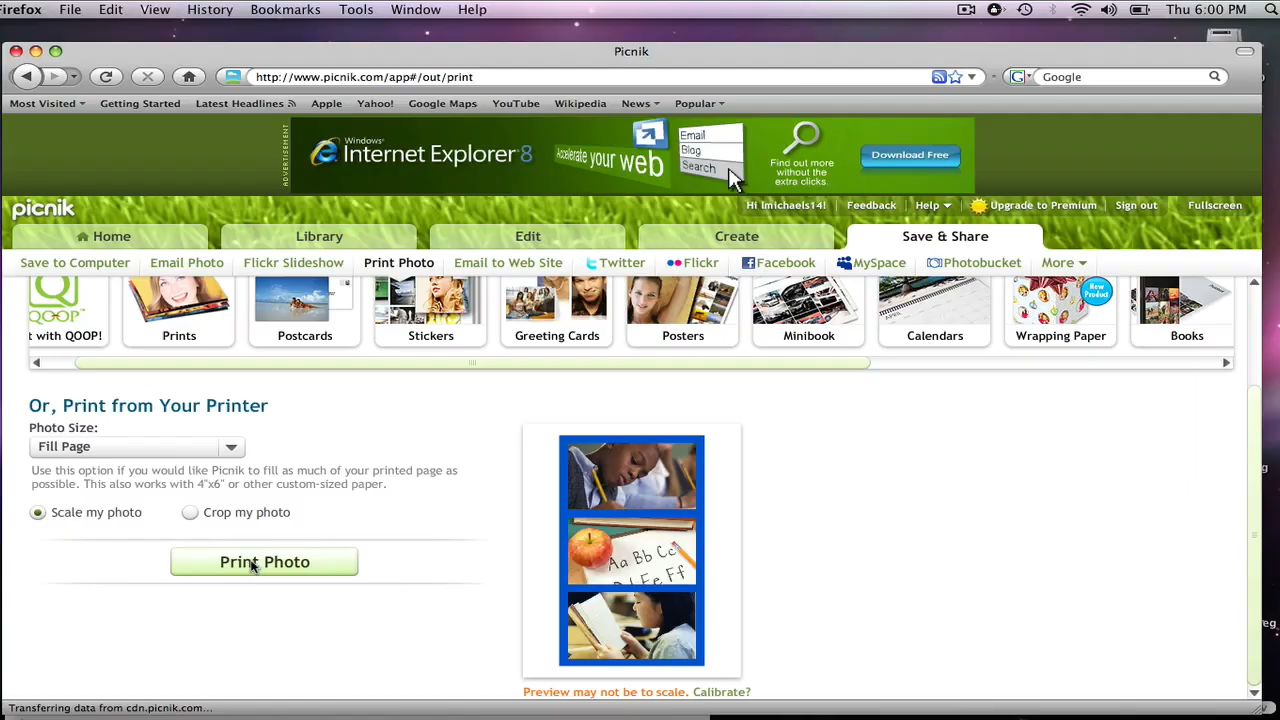 Firefox File Edit View History Bookmarks Tools Window Help Thu 6:00 PM
Picnik
http://www.picnik.com/app#/out/print Google
Most Visited Getting Started Latest Headlines Apple Yahoo! Google Maps YouTube Wikipedia News Popular
ADVERTISEMENT
Windows®
Internet Explorer 8
Accelerate your web
Email
Blog
Search
Find out more
without the
extra clicks.
Download Free
picnik Hi lmichaels14! Feedback Help Upgrade to Premium Sign out Fullscreen
Home Library Edit Create Save & Share
Save to Computer Email Photo Flickr Slideshow Print Photo Email to Web Site Twitter Flickr Facebook MySpace Photobucket More
QOOP
New
Product
t with QOOP! Prints Postcards Stickers Greeting Cards Posters Minibook Calendars Wrapping Paper Books
Or, Print from Your Printer
Photo Size:
Fill Page
Use this option if you would like Picnik to fill as much of your printed page as
possible. This also works with 4"x6" or other custom-sized paper.
Scale my photo Crop my photo
Print Photo
Aa Bb Cc
Dd Ee Ff
Preview may not be to scale. Calibrate?
Transferring data from cdn.picnik.com...